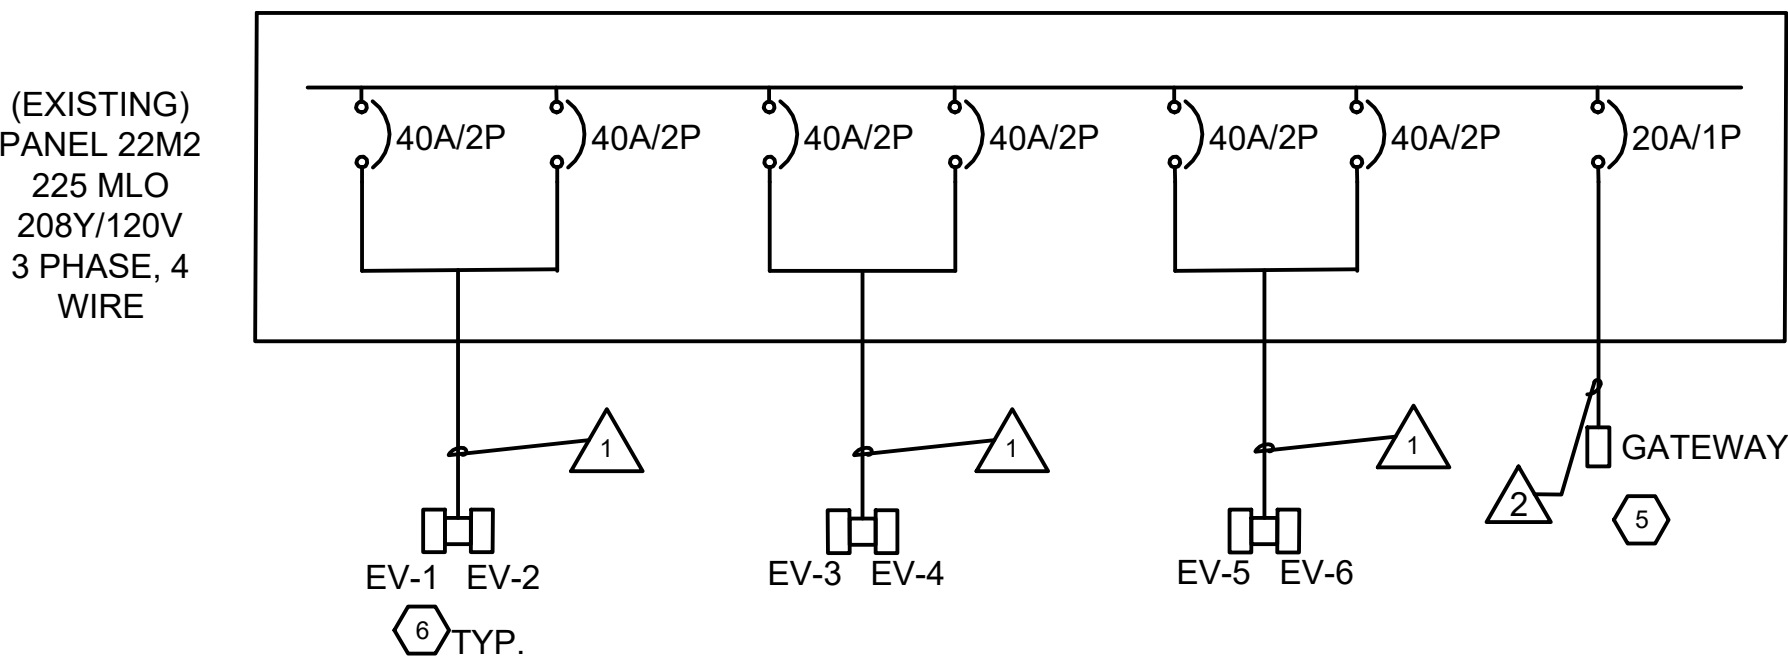 (EXISTING)
PANEL 22M2
225 MLO
208Y/120V
3 PHASE, 4
WIRE
40A/2P
40A/2P
40A/2P
40A/2P
40A/2P
40A/2P
20A/1P
1
1
1
2
GATEWAY
5
EV-1 EV-2
EV-3 EV-4
EV-5 EV-6
6 TYP.